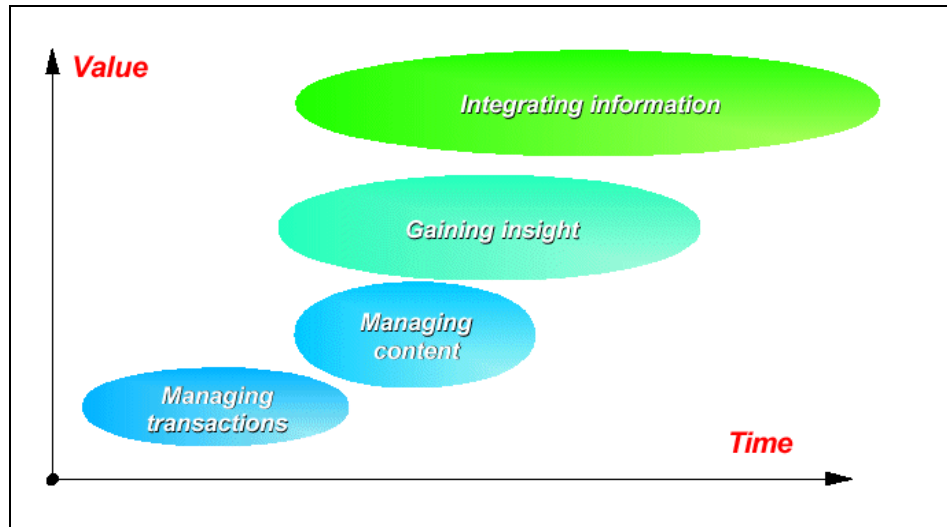 Value
Integrating information
Gaining insight
Managing
content
Managing
transactions
Time